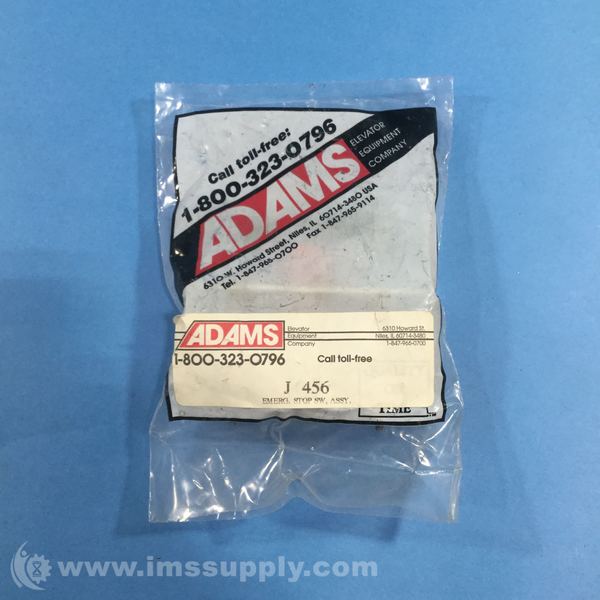 Call toll-free:
1-800-323-0796
ADAMS
ELEVATOR
EQUIPMENT
COMPANY
6310 W. Howard Street, Niles, IL 60714-3480 USA
Tel. 1-847-965-0700 Fax 1-847-965-9114
ADAMS
Elevator
Equipment
Company
6310 Howard St.
Niles, IL 60714-3480
1-847-965-0700
1-800-323-0796 Call toll-free
J 456
EMERG. STOP SW. ASSY.
TIME
www.imssupply.com